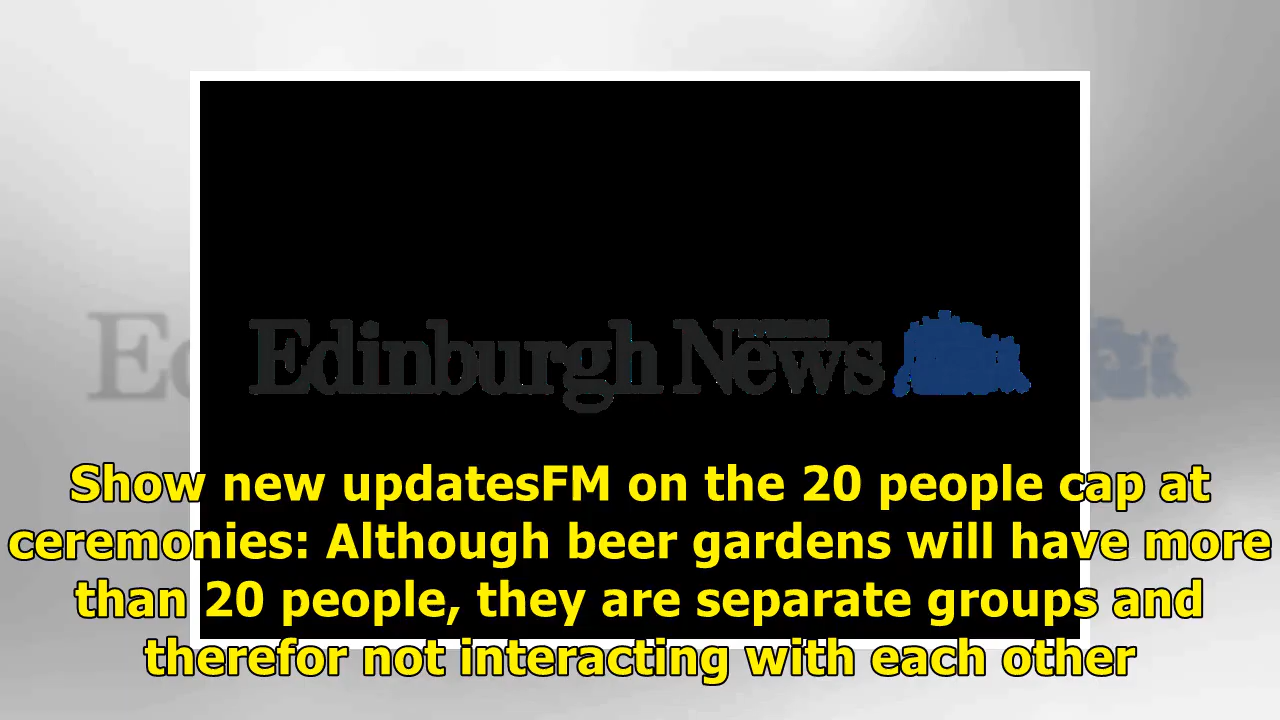 Edinburgh News
Show new updatesFM on the 20 people cap at
ceremonies: Although beer gardens will have more
than 20 people, they are separate groups and
therefor not interacting with each other